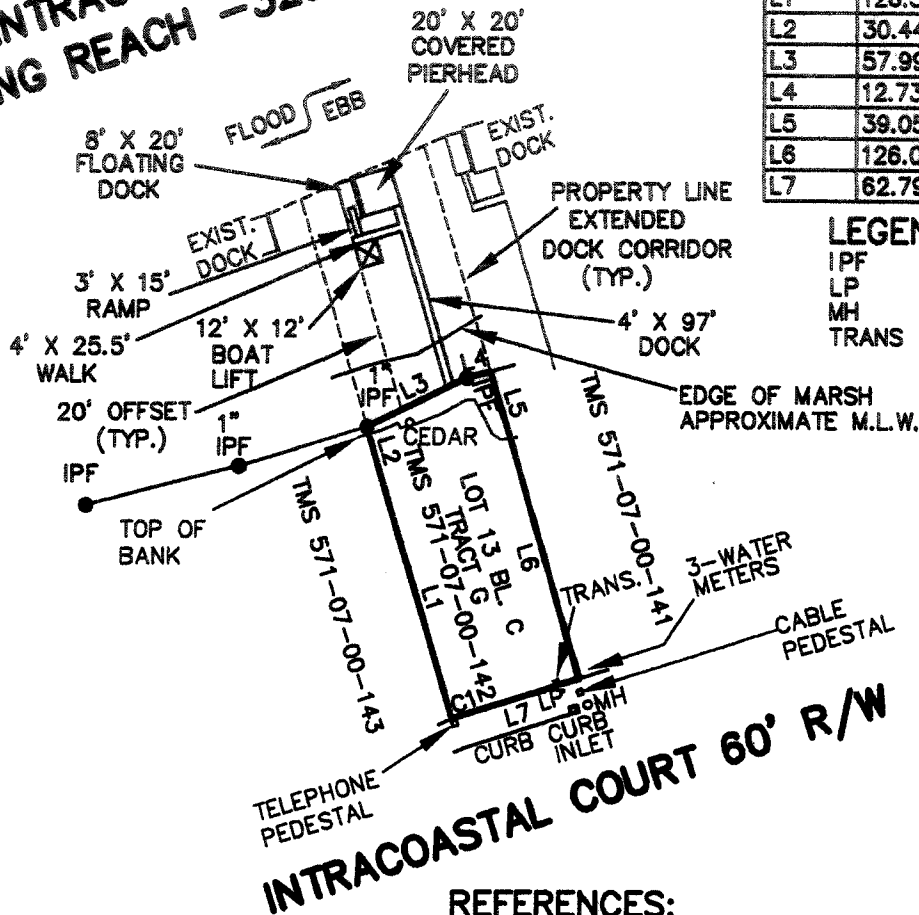 NG REACH
20' X 20'
COVERED
PIERHEAD
L2 30.44
L3 57.99
L4 12.73
L5 39.05
L6 126.0
L7 62.79
FLOOD
EBB
8' X 20'
FLOATING
DOCK
EXIST.
DOCK
PROPERTY LINE
EXTENDED
DOCK CORRIDOR
(TYP.)
EXIST.
DOCK
LEGEN
IPF
LP
MH
TRANS
3' X 15'
RAMP
4' X 25.5'
WALK
12' X 12'
BOAT
LIFT
4' X 97'
DOCK
20' OFFSET
(TYP.)
1"
IPF
L3
L4
IPF
L5
EDGE OF MARSH
APPROXIMATE M.L.W.
1"
IPF
IPF
CEDAR
L2
TOP OF
BANK
TMS 571-07-00-143
LOT 13 BL. C
TRACT G
TMS 571-07-00-142
L1
L6
TMS 571-07-00-141
TRANS.
3-WATER
METERS
CABLE
PEDESTAL
C1
L7
LP
MH
CURB
CURB
INLET
TELEPHONE
PEDESTAL
INTRACOASTAL COURT 60' R/W
REFERENCES: